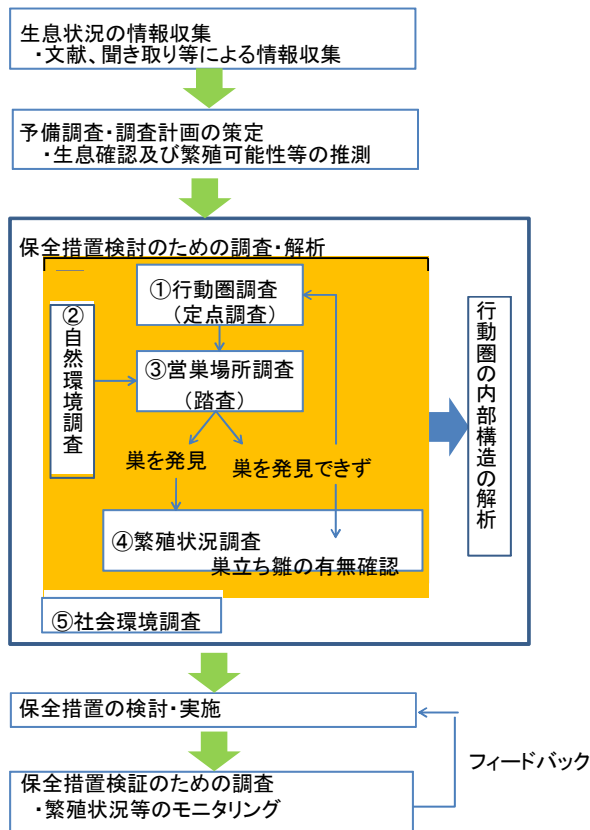 生息状況の情報収集
・文献、聞き取り等による情報収集
予備調査・調査計画の策定
・生息確認及び繁殖可能性等の推測
保全措置検討のための調査・解析
①行動圏調査
（定点調査）
②自然環境調査
③営巣場所調査
（踏査）
巣を発見
巣を発見できず
④繁殖状況調査
巣立ち雛の有無確認
⑤社会環境調査
行動圏の内部構造の解析
保全措置の検討・実施
フィードバック
保全措置検証のための調査
・繁殖状況等のモニタリング